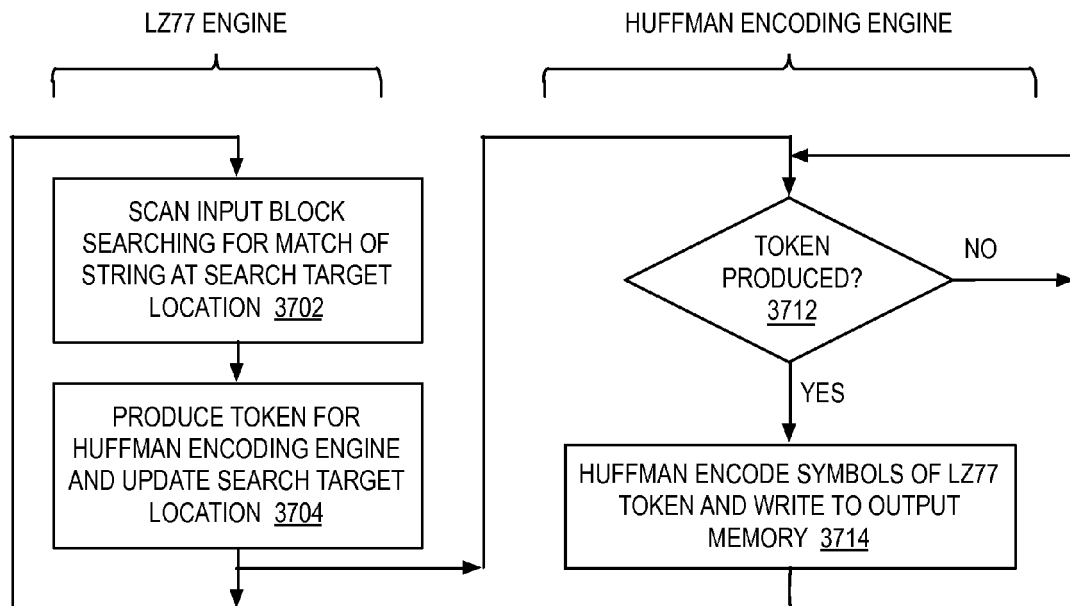 LZ77 ENGINE
HUFFMAN ENCODING ENGINE
SCAN INPUT BLOCK
SEARCHING FOR MATCH OF
STRING AT SEARCH TARGET
LOCATION 3702
PRODUCE TOKEN FOR
HUFFMAN ENCODING ENGINE
AND UPDATE SEARCH TARGET
LOCATION 3704
TOKEN
PRODUCED?
3712
NO
YES
HUFFMAN ENCODE SYMBOLS OF LZ77
TOKEN AND WRITE TO OUTPUT
MEMORY 3714